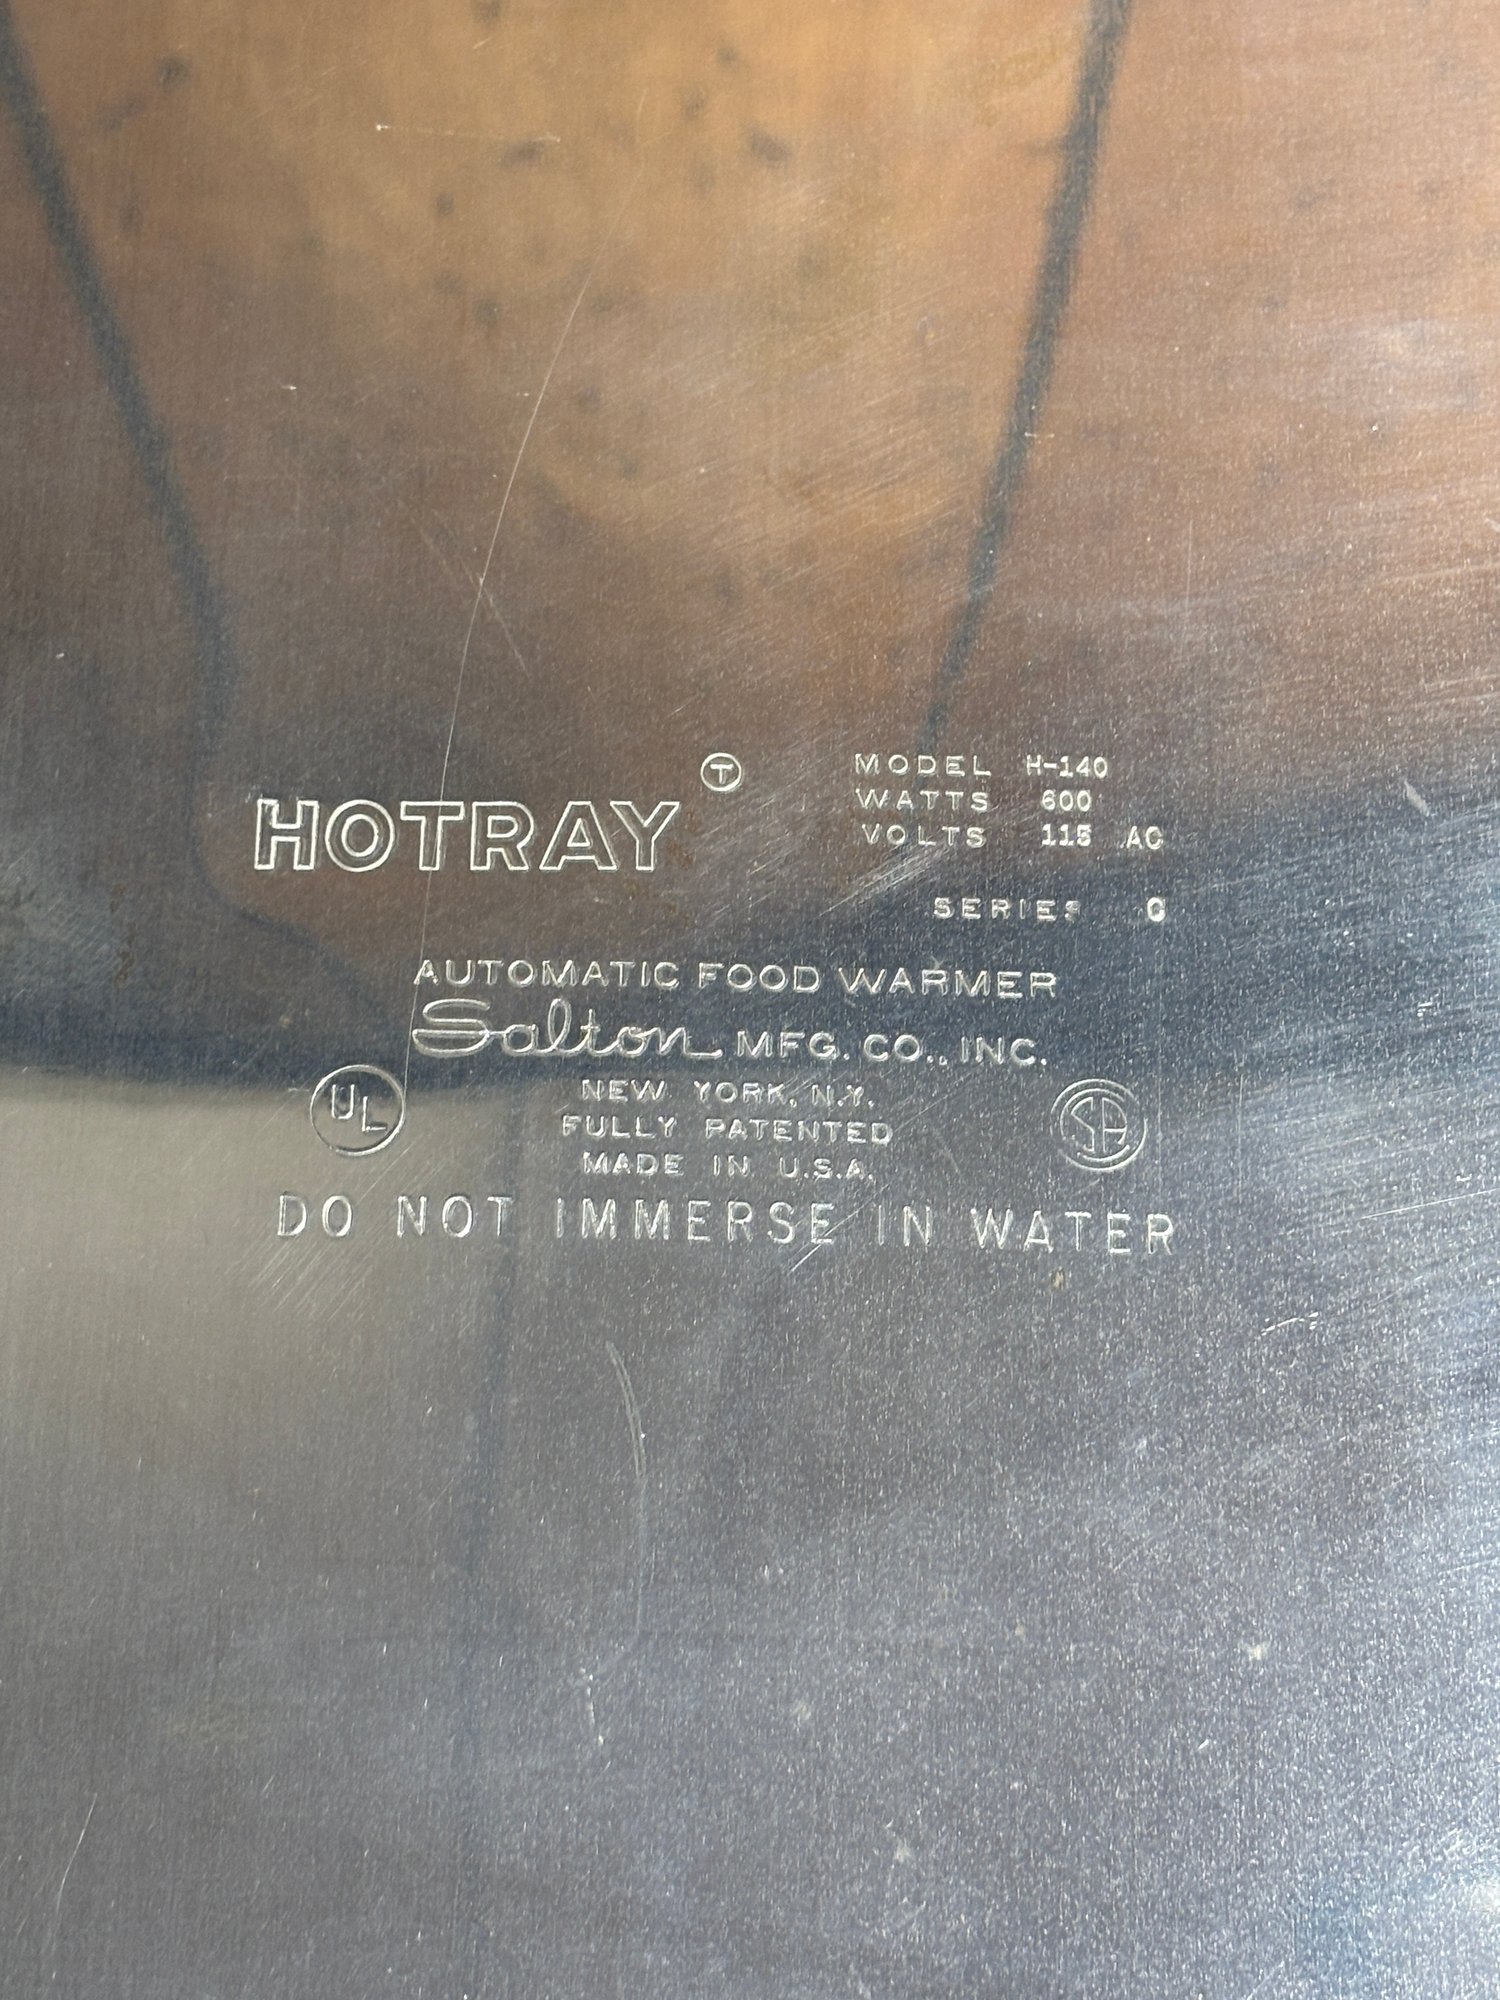 HOTRAY Ⓣ
MODEL H-140
WATTS 600
VOLTS 115 AC
SERIES
AUTOMATIC FOOD WARMER
Salton MFG. CO., INC.
NEW YORK, N.Y.
FULLY PATENTED
MADE IN U.S.A.
UL
SA
DO NOT IMMERSE IN WATER